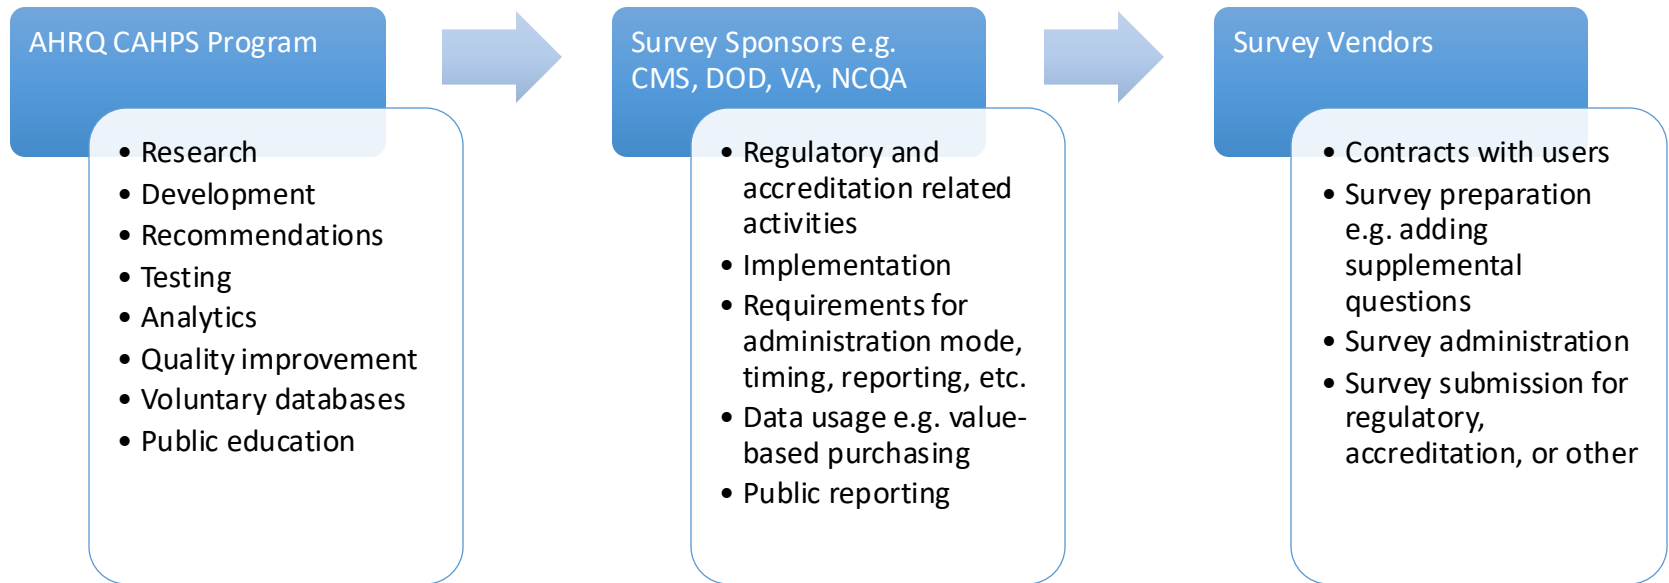 AHRQ CAHPS Program
• Research
• Development
• Recommendations
• Testing
• Analytics
• Quality improvement
• Voluntary databases
• Public education
Survey Sponsors e.g.
CMS, DOD, VA, NCQA
• Regulatory and
accreditation related
activities
• Implementation
• Requirements for
administration mode,
timing, reporting, etc.
• Data usage e.g. value-
based purchasing
• Public reporting
Survey Vendors
• Contracts with users
• Survey preparation
e.g. adding
supplemental
questions
• Survey administration
• Survey submission for
regulatory,
accreditation, or other